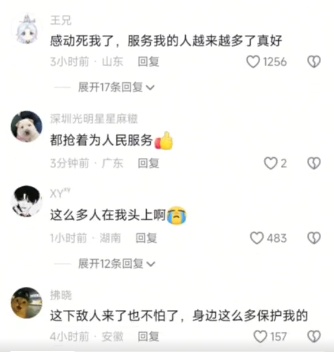 王兄
感动死我了，服务我的人越来越多了真好
3小时前·山东 回复 1256
展开17条回复
深圳光明星星麻糍
都抢着为人民服务👍
3分钟前·广东 回复 2
XY
这么多人在我头上啊😭
1小时前·湖南 回复 483
展开12条回复
拂晓
这下敌人来了也不怕了，身边这么多保护我的
4小时前·安徽 回复 157